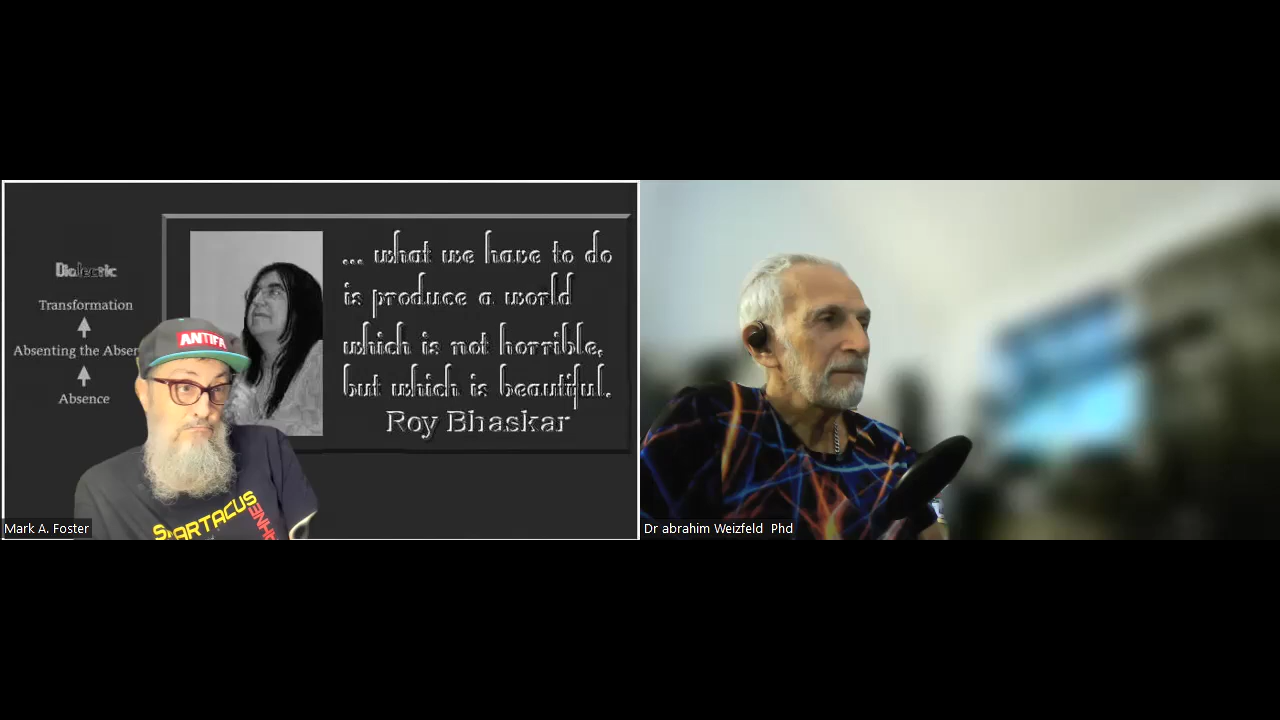 Dialectic
Transformation
Absenting the Absen
Absence
... what we have to do
is produce a world
which is not horrible,
but which is beautiful.
Roy Bhaskar
ANTIFA
SPARTACUS
Mark A. Foster
Dr abrahim Weizfeld Phd